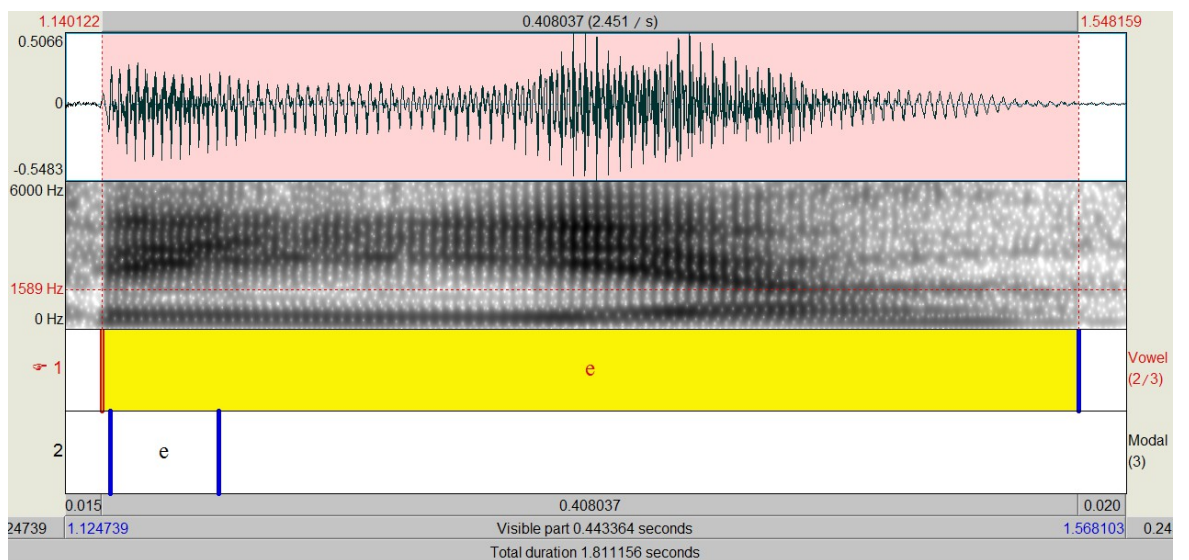 1.140122 0.408037 (2.451 / s) 1.548159
0.5066
0
-0.5483
6000 Hz
1589 Hz
0 Hz
☞ 1 e Vowel
(2/3)
2 e Modal
(3)
0.015 0.408037 0.020
24739 1.124739 Visible part 0.443364 seconds 1.568103 0.24
Total duration 1.811156 seconds